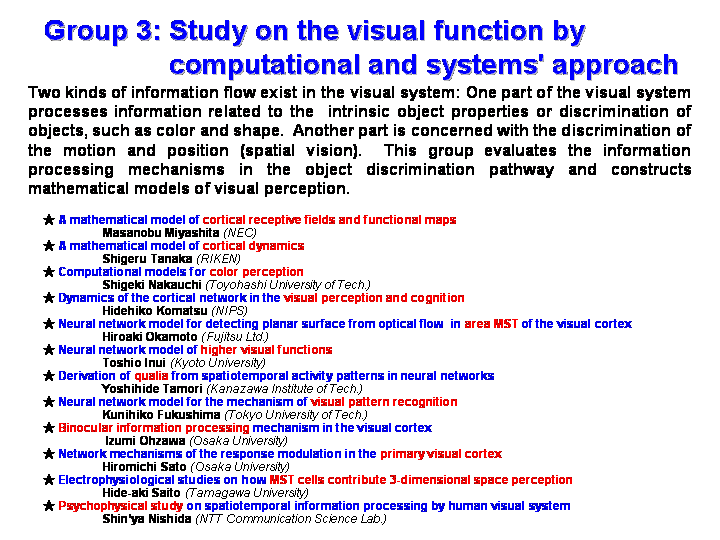 Group 3: Study on the visual function by
computational and systems' approach
Two kinds of information flow exist in the visual system: One part of the visual system
processes information related to the intrinsic object properties or discrimination of
objects, such as color and shape. Another part is concerned with the discrimination of
the motion and position (spatial vision). This group evaluates the information
processing mechanisms in the object discrimination pathway and constructs
mathematical models of visual perception.
★ A mathematical model of cortical receptive fields and functional maps
Masanobu Miyashita (NEC)
★ A mathematical model of cortical dynamics
Shigeru Tanaka (RIKEN)
★ Computational models for color perception
Shigeki Nakauchi (Toyohashi University of Tech.)
★ Dynamics of the cortical network in the visual perception and cognition
Hidehiko Komatsu (NIPS)
★ Neural network model for detecting planar surface from optical flow in area MST of the visual cortex
Hiroaki Okamoto (Fujitsu Ltd.)
★ Neural network model of higher visual functions
Toshio Inui (Kyoto University)
★ Derivation of qualia from spatiotemporal activity patterns in neural networks
Yoshihide Tamori (Kanazawa Institute of Tech.)
★ Neural network model for the mechanism of visual pattern recognition
Kunihiko Fukushima (Tokyo University of Tech.)
★ Binocular information processing mechanism in the visual cortex
Izumi Ohzawa (Osaka University)
★ Network mechanisms of the response modulation in the primary visual cortex
Hiromichi Sato (Osaka University)
★ Electrophysiological studies on how MST cells contribute 3-dimensional space perception
Hide-aki Saito (Tamagawa University)
★ Psychophysical study on spatiotemporal information processing by human visual system
Shin'ya Nishida (NTT Communication Science Lab.)